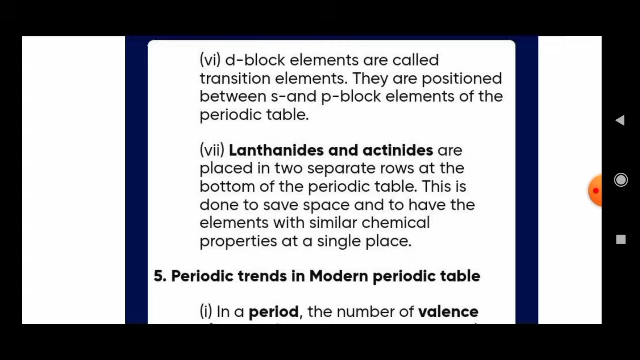 (vi) d-block elements are called
transition elements. They are positioned
between s-and p-block elements of the
periodic table.
(vii) Lanthanides and actinides are
placed in two separate rows at the
bottom of the periodic table. This is
done to save space and to have the
elements with similar chemical
properties at a single place.
5. Periodic trends in Modern periodic table
(i) In a period, the number of valence